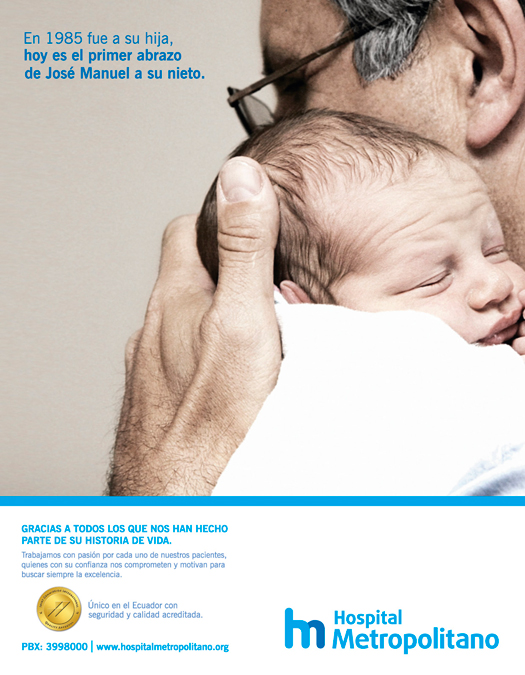 En 1985 fue a su hija,
hoy es el primer abrazo
de José Manuel a su nieto.
GRACIAS A TODOS LOS QUE NOS HAN HECHO
PARTE DE SU HISTORIA DE VIDA.
Trabajamos con pasión por cada uno de nuestros pacientes,
quienes con su confianza nos comprometen y motivan para
buscar siempre la excelencia.
Único en el Ecuador con
seguridad y calidad acreditada.
PBX: 3998000 | www.hospitalmetropolitano.org
hm Hospital
Metropolitano